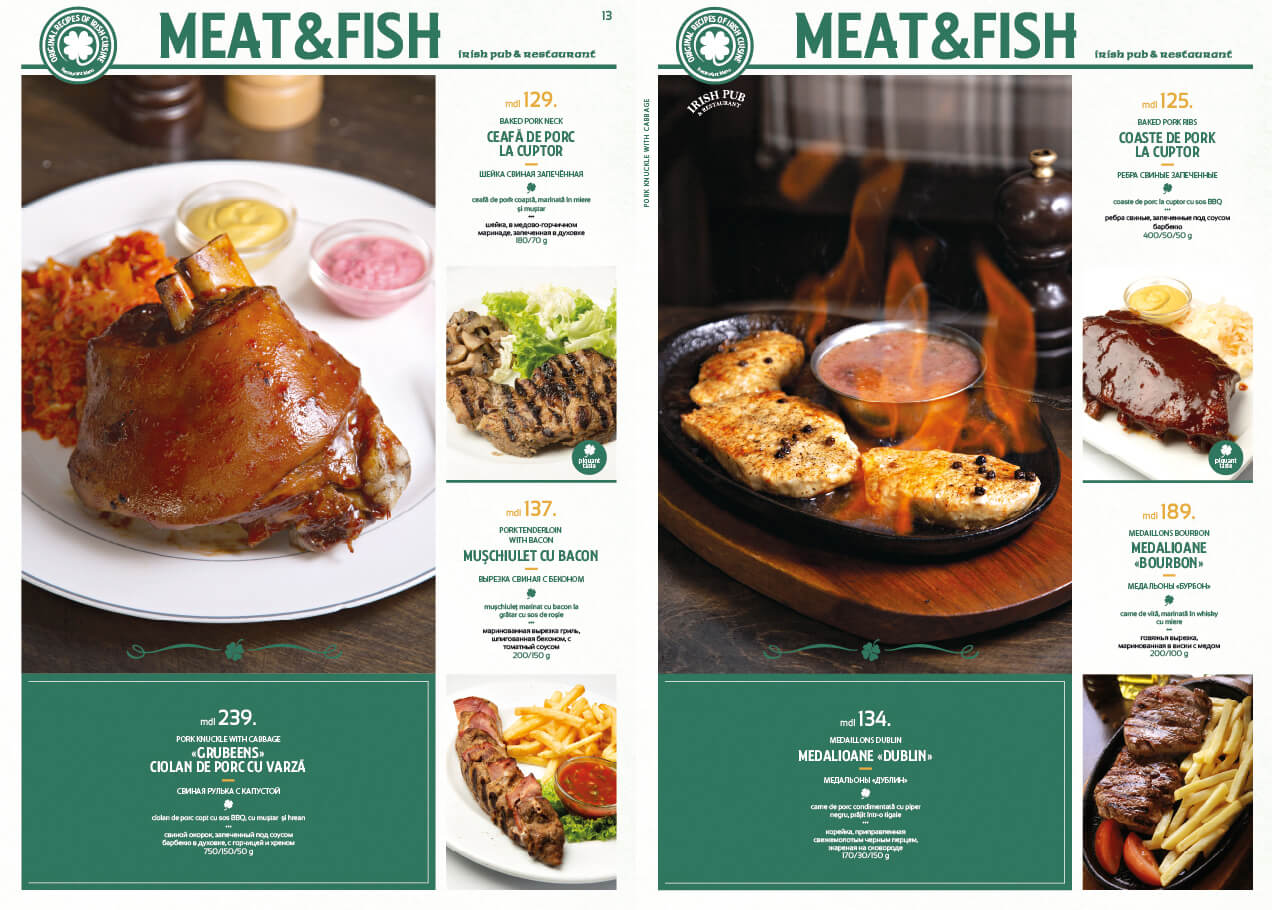 ORIGINAL RECIPES OF IRISH CUISINE
Restaurant Menu
MEAT&FISH
Irish pub & Restaurant
13
mdl 129.
BAKED PORK NECK
CEAFĂ DE PORC
LA CUPTOR
ШЕЙКА СВИНАЯ ЗАПЕЧЁННАЯ
ceafă de pork coaptă, marinată în miere
și muștar
•••
шейка, в медово-горчичном
маринаде, запеченная в духовке
180/70 g
piquant
taste
mdl 137.
PORKTENDERLOIN
WITH BACON
MUȘCHIULEȚ CU BACON
ВЫРЕЗКА СВИНАЯ С БЕКОНОМ
mușchiuleț marinat cu bacon la
grătar cu sos de roșie
•••
маринованная вырезка гриль,
шпигованная беконом, с
томатный соусом
200/150 g
mdl 239.
PORK KNUCKLE WITH CABBAGE
«GRUBEENS»
CIOLAN DE PORC CU VARZĂ
СВИНАЯ РУЛЬКА С КАПУСТОЙ
ciolan de porc copt cu sos BBQ, cu muștar și hrean
•••
свиной окорок, запеченный под соусом
барбекю в духовке, с горчицей и хреном
750/150/50 g
PORK KNUCKLE WITH CABBAGE
ORIGINAL RECIPES OF IRISH CUISINE
Restaurant Menu
MEAT&FISH
Irish pub & Restaurant
IRISH PUB
& RESTAURANT
mdl 125.
BAKED PORK RIBS
COASTE DE PORK
LA CUPTOR
РЕБРА СВИНЫЕ ЗАПЕЧЕННЫЕ
coaste de porc la cuptor cu sos BBQ
•••
ребра свиные, запеченные под соусом
барбекю
400/50/50 g
piquant
taste
mdl 189.
MEDAILLONS BOURBON
MEDALIOANE
«BOURBON»
МЕДАЛЬОНЫ «БУРБОН»
carne de vită, marinată în whisky
cu miere
•••
говяжья вырезка,
маринованная в виски с медом
200/100 g
mdl 134.
MEDAILLONS DUBLIN
MEDALIOANE «DUBLIN»
МЕДАЛЬОНЫ «ДУБЛИН»
carne de porc condimentată cu piper
negru, prăjit într-o tigaie
•••
корейка, приправленная
свежемолотым черным перцем,
жареная на сковороде
170/30/150 g